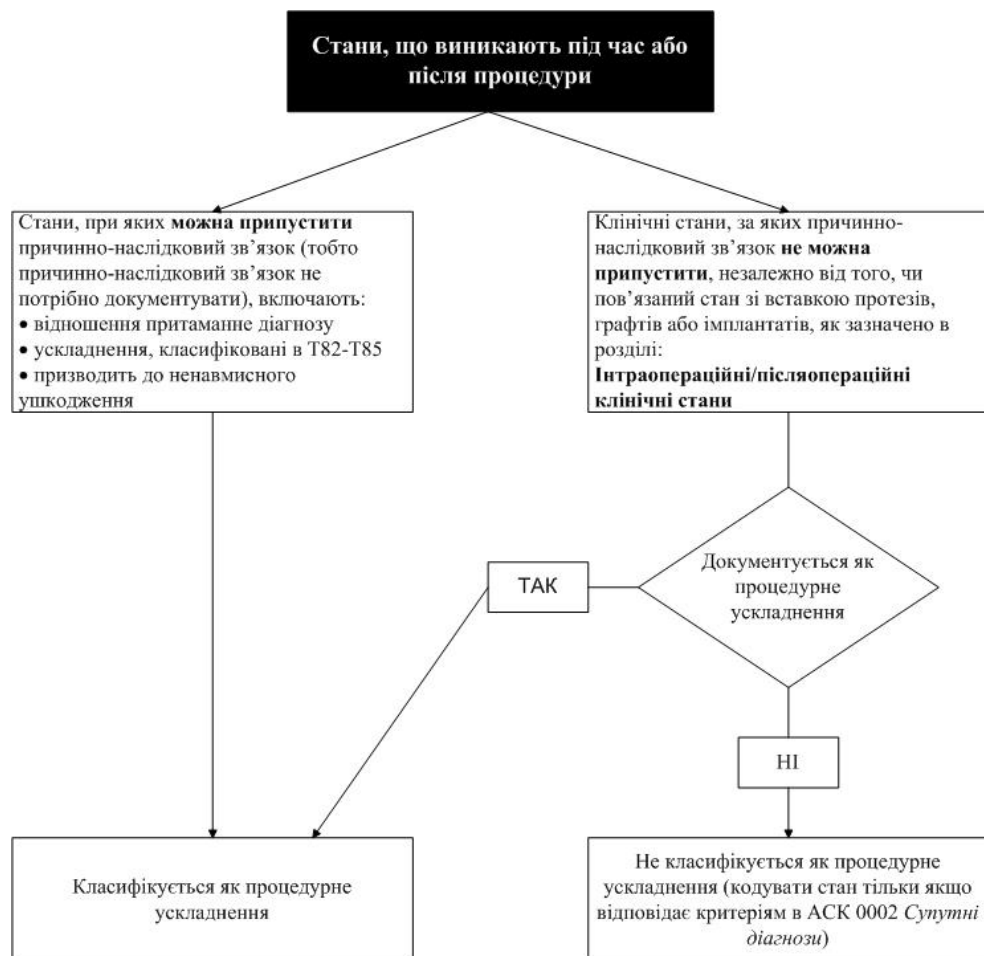 Стани, що виникають під час або
після процедури
Стани, при яких можна припустити
причинно-наслідковий зв’язок (тобто
причинно-наслідковий зв’язок не
потрібно документувати), включають:
• відношення притаманне діагнозу
• ускладнення, класифіковані в Т82-Т85
• призводить до ненавмисного
ушкодження
Клінічні стани, за яких причинно-
наслідковий зв’язок не можна
припустити, незалежно від того, чи
пов’язаний стан зі вставкою протезів,
графтів або імплантатів, як зазначено в
розділі:
Інтраопераційні/післяопераційні
клінічні стани
Документується як
процедурне
ускладнення
ТАК
НІ
Класифікується як процедурне
ускладнення
Не класифікується як процедурне
ускладнення (кодувати стан тільки якщо
відповідає критеріям в АСК 0002 Супутні
діагнози)